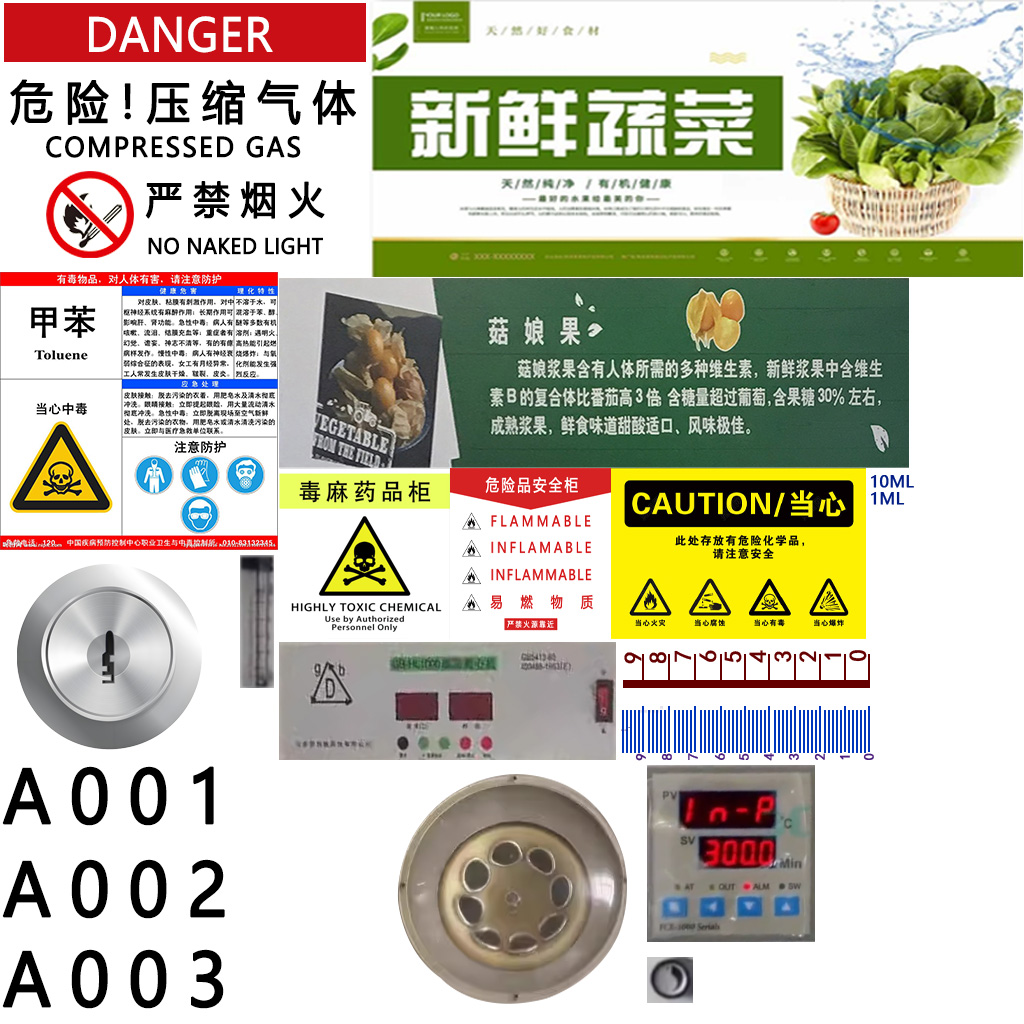 DANGER
危险!压缩气体
COMPRESSED GAS
严禁烟火
NO NAKED LIGHT
YOUR LOGO
天/然/好/食/材
新鲜蔬菜
天/然/纯/净 / 有/机/健/康
最好的水果给最美的你
XXX-XXXXXXXX
有毒物品，对人体有害，请注意防护
甲苯
Toluene
当心中毒
健康危害
对皮肤、粘膜有刺激作用，对中
枢神经系统有麻醉作用；长期作用可
影响肝、肾功能。急性中毒：病人有
咳嗽、流泪、结膜充血等；重症者有
幻觉、谵妄、神志不清等，有的有癔
病样发作。慢性中毒：病人有神经衰
弱综合征的表现，女工有月经异常，
工人常发生皮肤干燥、皲裂、皮炎。
理化特性
不溶于水，可
混溶于苯、醇、
醚等多数有机
溶剂；遇明火、
高热能引起燃
烧爆炸；与氧
化剂能发生强
烈反应。
应急处理
皮肤接触：脱去污染的衣着，用肥皂水及清水彻底
冲洗。眼睛接触：立即提起眼睑，用大量流动清水
彻底冲洗。急性中毒：立即脱离现场至空气新鲜
处，脱去污染的衣物，用肥皂水或清水清洗污染的
皮肤。立即与医疗急救单位联系。
注意防护
急救电话：120
中国疾病预防控制中心职业卫生与中毒控制所：010-83132345
VEGETABLE
FROM THE FIELD
菇娘果
菇娘浆果含有人体所需的多种维生素，新鲜浆果中含维生
素B的复合体比番茄高3倍 含糖量超过葡萄，含果糖30%左右，
成熟浆果，鲜食味道甜酸适口、风味极佳。
毒麻药品柜
HIGHLY TOXIC CHEMICAL
Use by Authorized
Personnel Only
危险品安全柜
FLAMMABLE
INFLAMABLE
INFLAMMABLE
易燃物质
严禁火源靠近
CAUTION/当心
此处存放有危险化学品，
请注意安全
当心火灾
当心腐蚀
当心有毒
当心爆炸
10ML
1ML
g b
D
9 8 7 6 5 4 3 2 1 0
9 8 7 6 5 4 3 2 1 0
A001
A002
A003
PV
In-P
°C
SV
300.0
/Min
AT OUT ALM SW